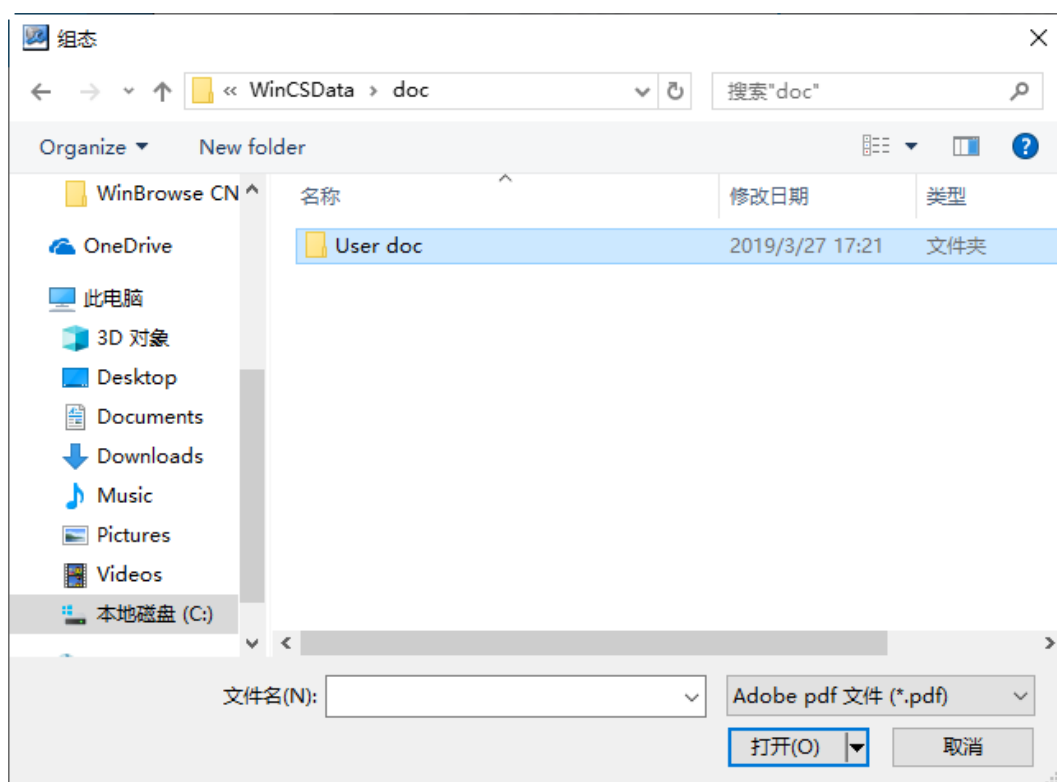 组态
« WinCSData › doc
搜索"doc"
Organize
New folder
名称
修改日期
类型
WinBrowse CN
OneDrive
此电脑
3D 对象
Desktop
Documents
Downloads
Music
Pictures
Videos
本地磁盘 (C:)
User doc
2019/3/27 17:21
文件夹
文件名(N):
Adobe pdf 文件 (*.pdf)
打开(O)
取消